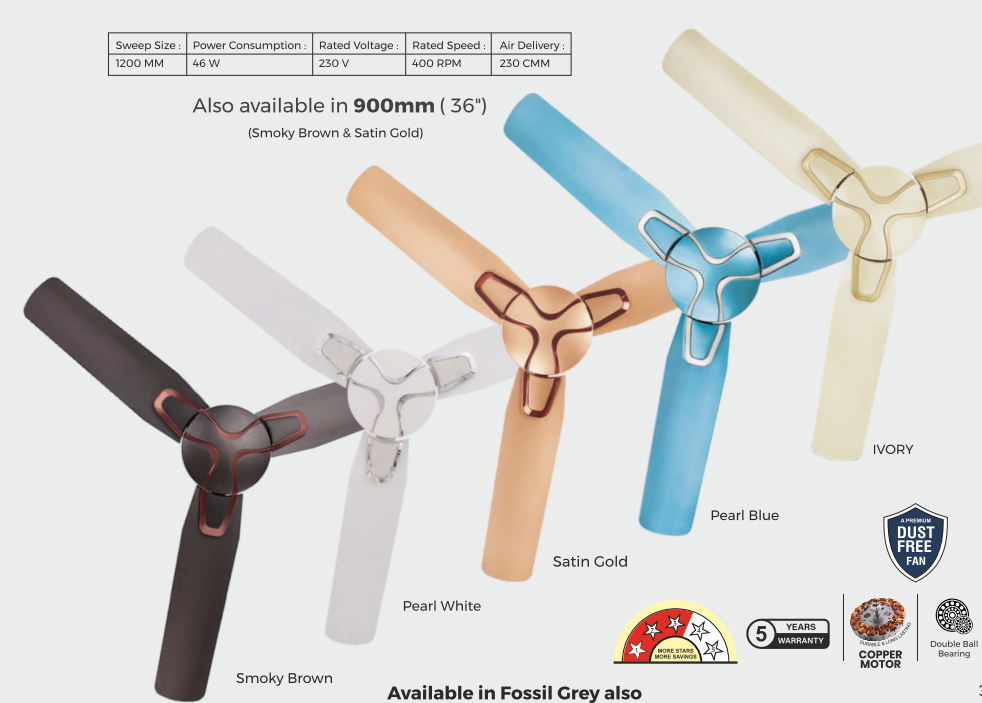 Sweep Size : Power Consumption : Rated Voltage : Rated Speed : Air Delivery :
1200 MM 46 W 230 V 400 RPM 230 CMM
Also available in 900mm ( 36")
(Smoky Brown & Satin Gold)
IVORY
Pearl Blue
Satin Gold
Pearl White
Smoky Brown
A PREMIUM
DUST
FREE
FAN
MORE STARS
MORE SAVINGS
5 YEARS
WARRANTY
DURABLE & LONG LASTING
COPPER
MOTOR
Double Ball
Bearing
Available in Fossil Grey also